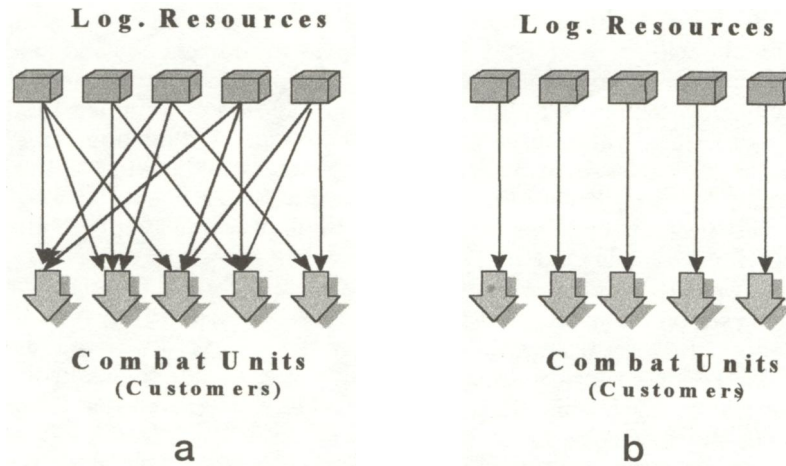 Log. Resources
Combat Units
(Customers)
a
Log. Resources
Combat Units
(Customers)
b